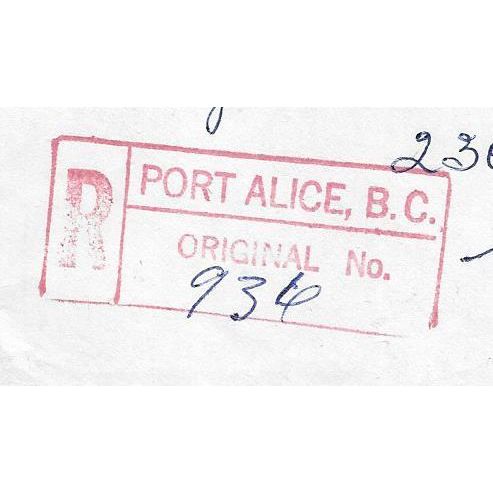 R
PORT ALICE, B.C.
ORIGINAL No.
934